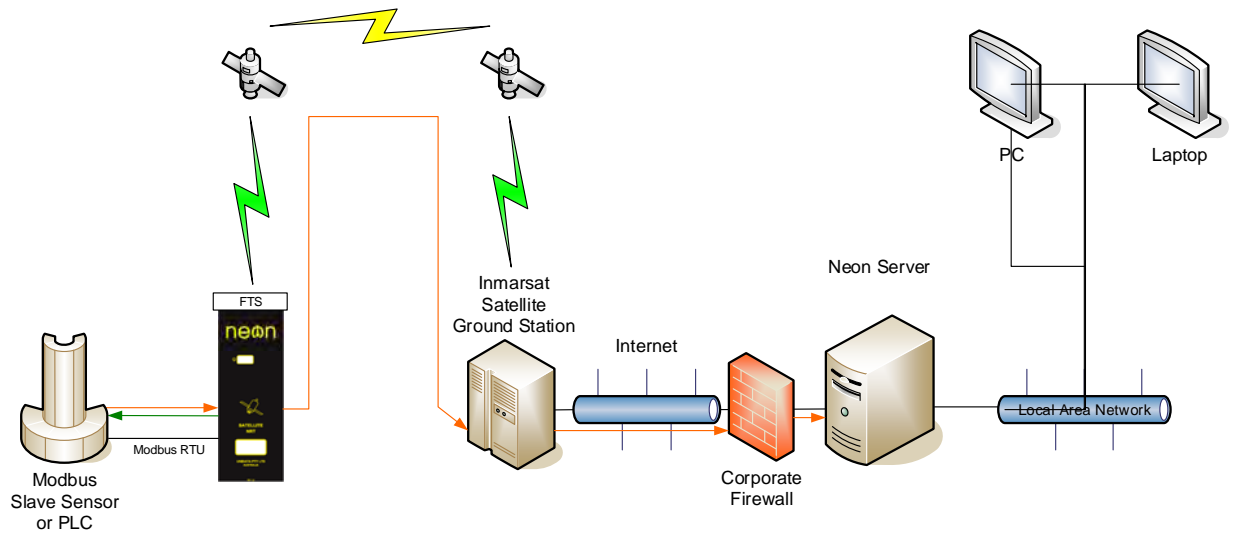 PC
Laptop
Neon Server
Inmarsat
Satellite
Ground Station
FTS
neon
Internet
Local Area Network
Modbus RTU
SATELLITE
Corporate
Firewall
Modbus
Slave Sensor
or PLC